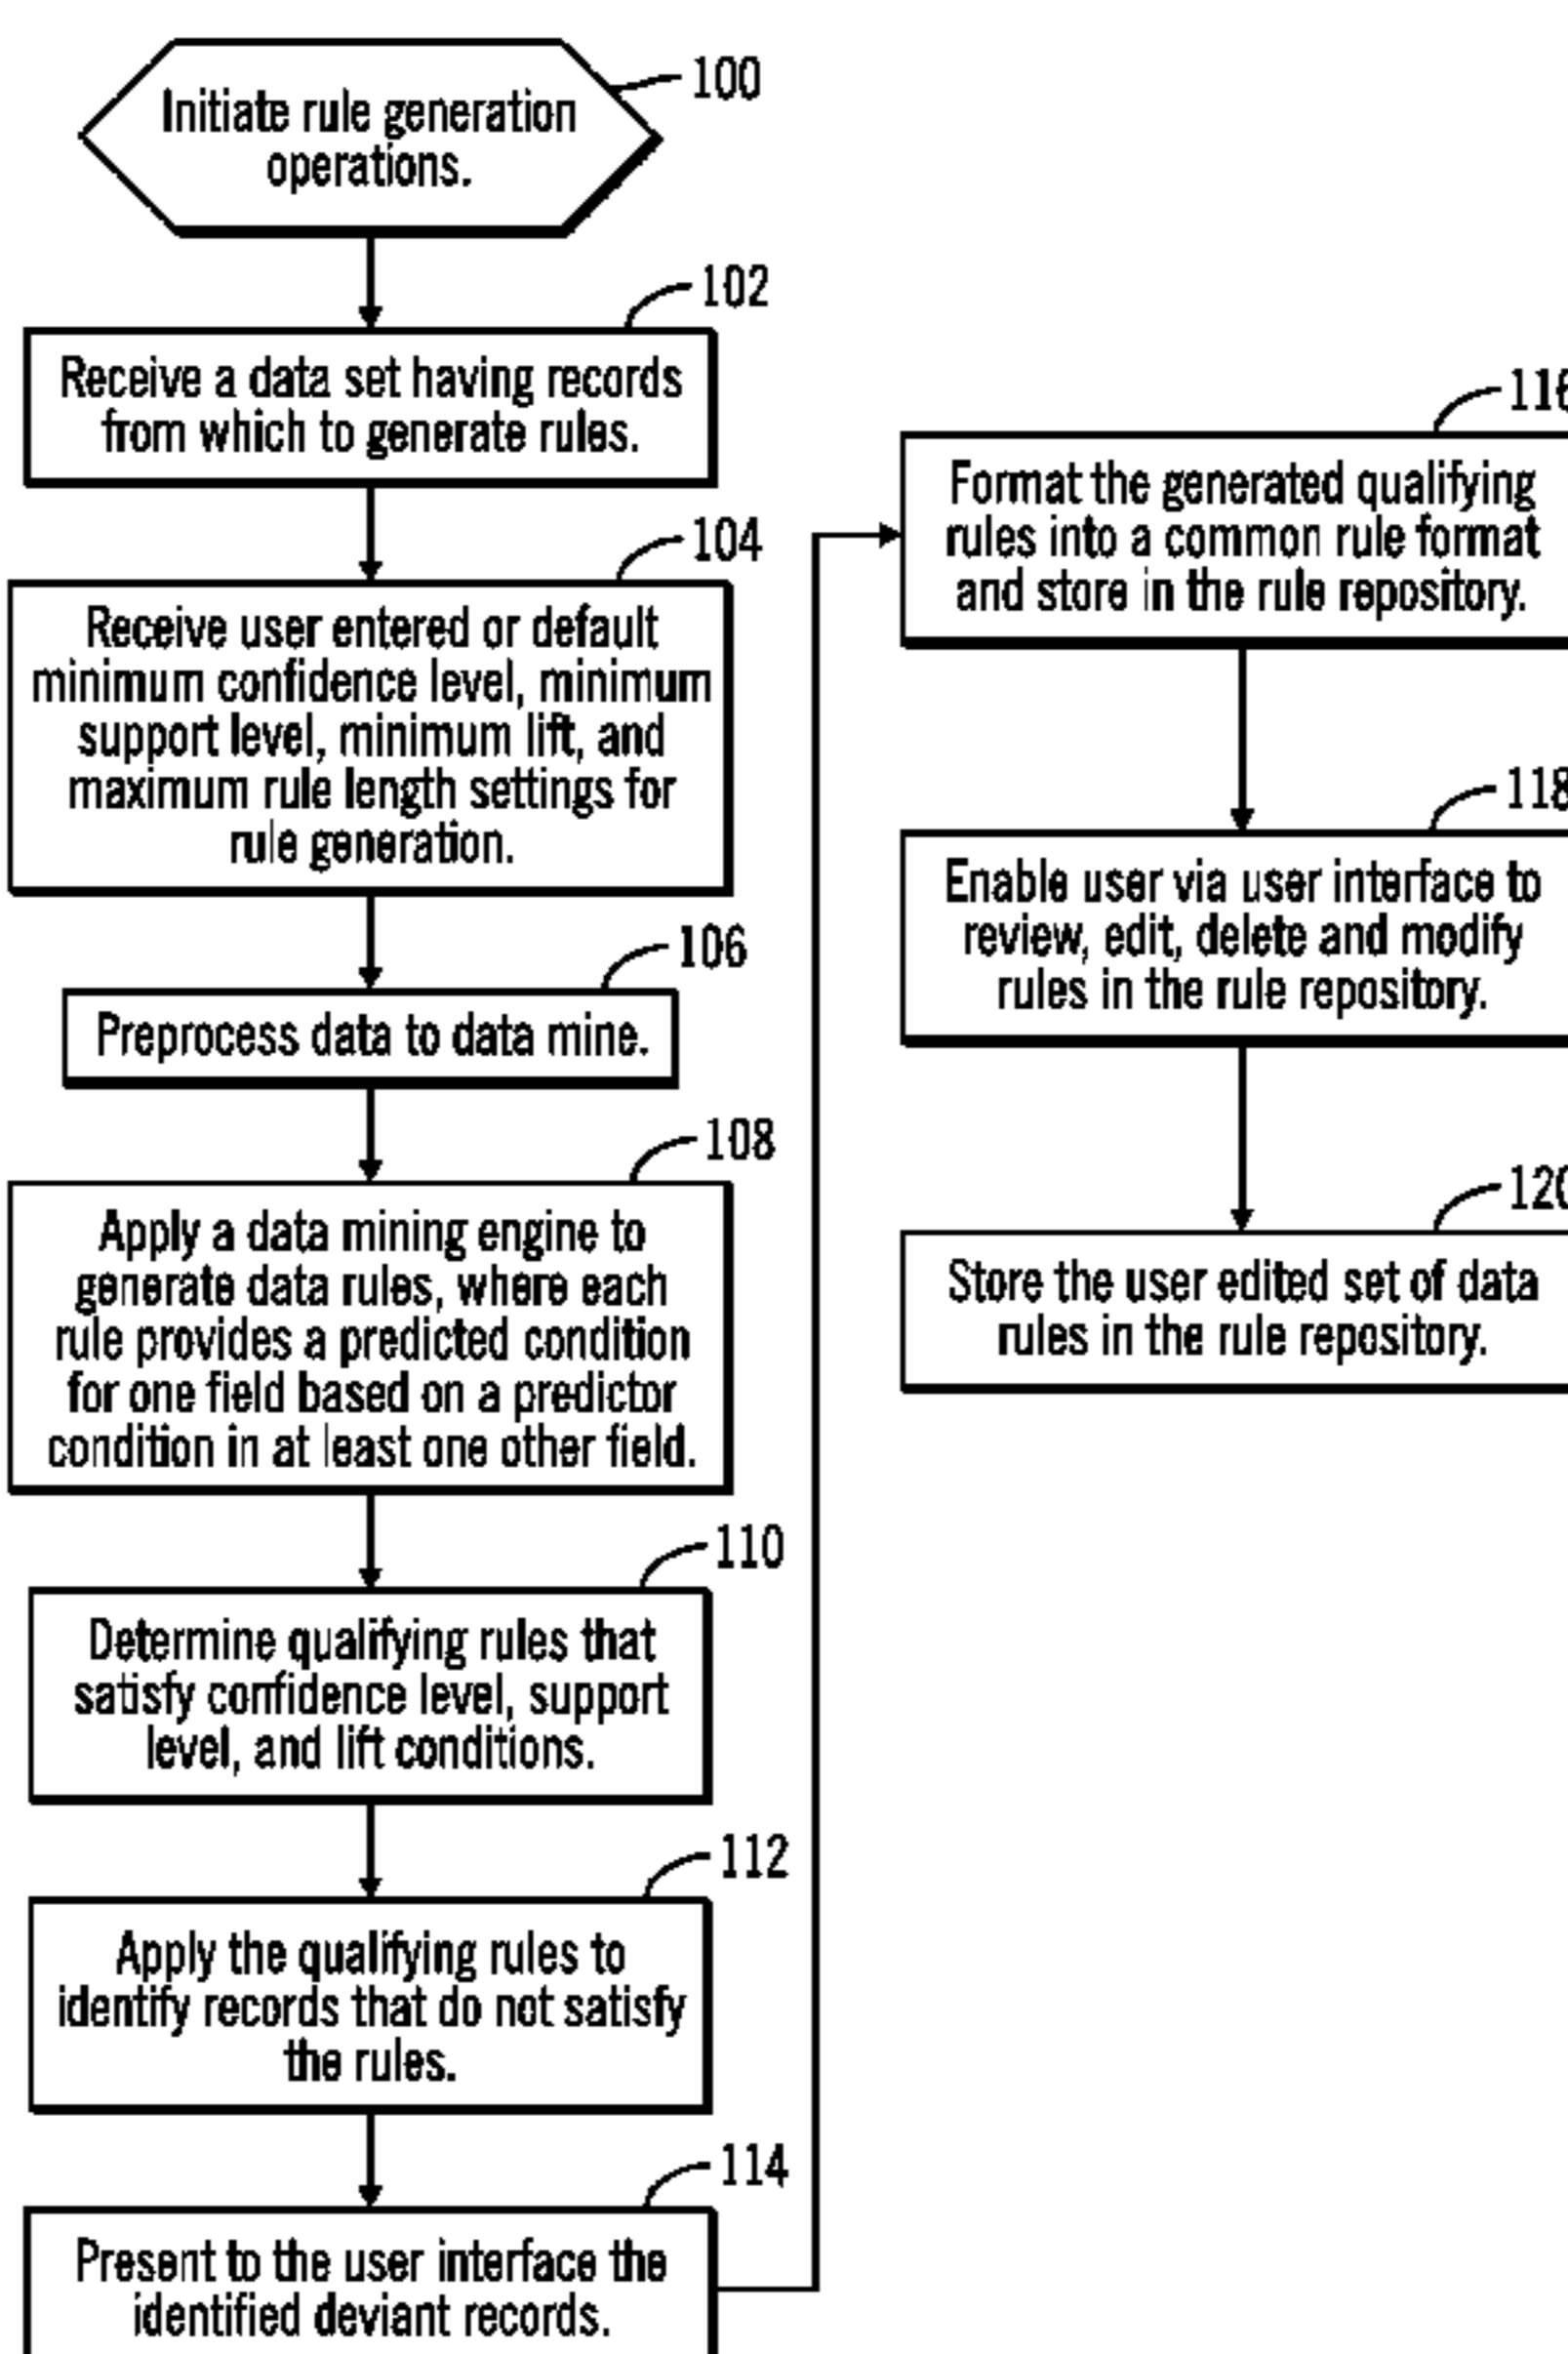 100
Initiate rule generation
operations.
102
Receive a data set having records
from which to generate rules.
104
Receive user entered or default
minimum confidence level, minimum
support level, minimum lift, and
maximum rule length settings for
rule generation.
106
Preprocess data to data mine.
108
Apply a data mining engine to
generate data rules, where each
rule provides a predicted condition
for one field based on a predictor
condition in at least one other field.
110
Determine qualifying rules that
satisfy confidence level, support
level, and lift conditions.
112
Apply the qualifying rules to
identify records that do not satisfy
the rules.
114
Present to the user interface the
identified deviant records.
116
Format the generated qualifying
rules into a common rule format
and store in the rule repository.
118
Enable user via user interface to
review, edit, delete and modify
rules in the rule repository.
120
Store the user edited set of data
rules in the rule repository.